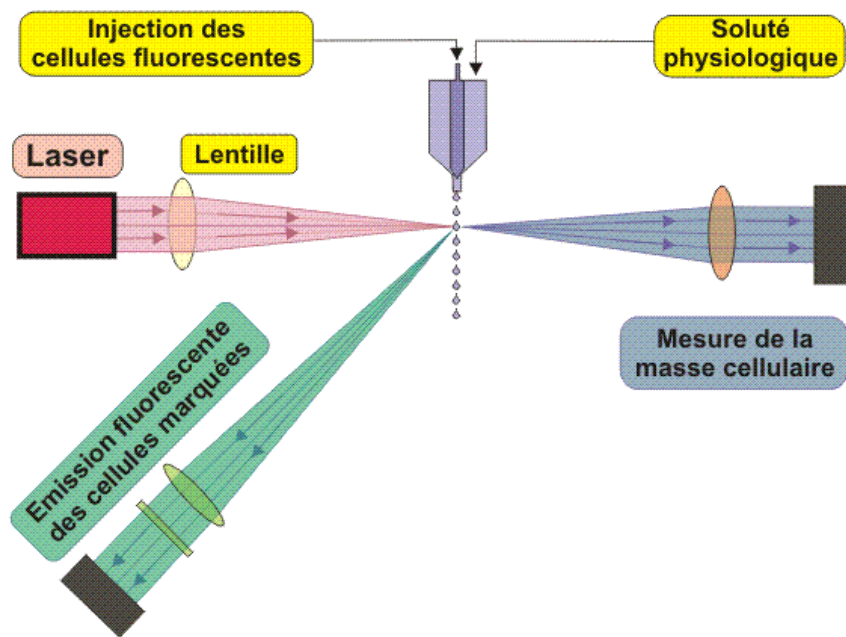 Injection des
cellules fluorescentes
Soluté
physiologique
Laser
Lentille
Emission fluorescente
des cellules marquées
Mesure de la
masse cellulaire